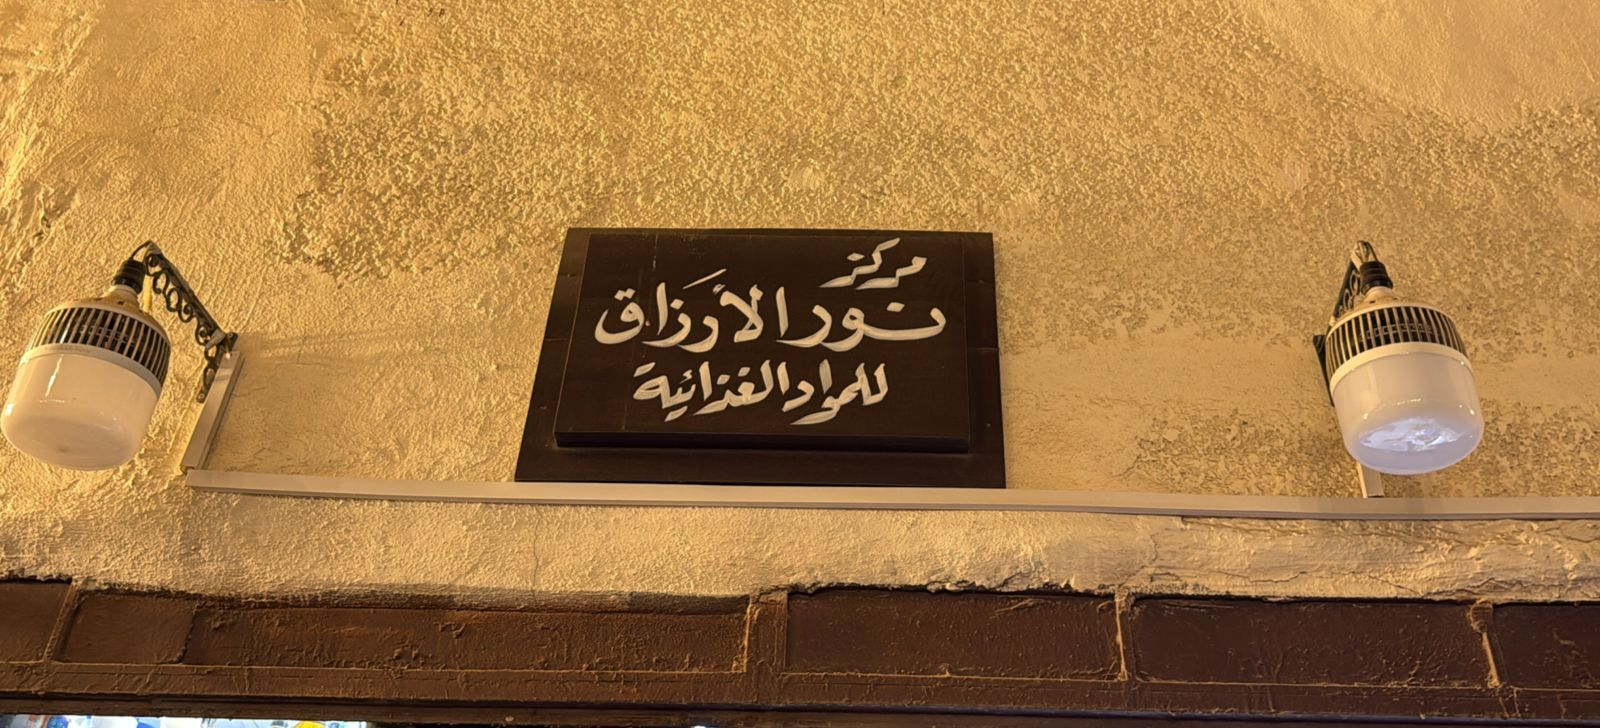 مركز
نور الأرزاق
للمواد الغذائية